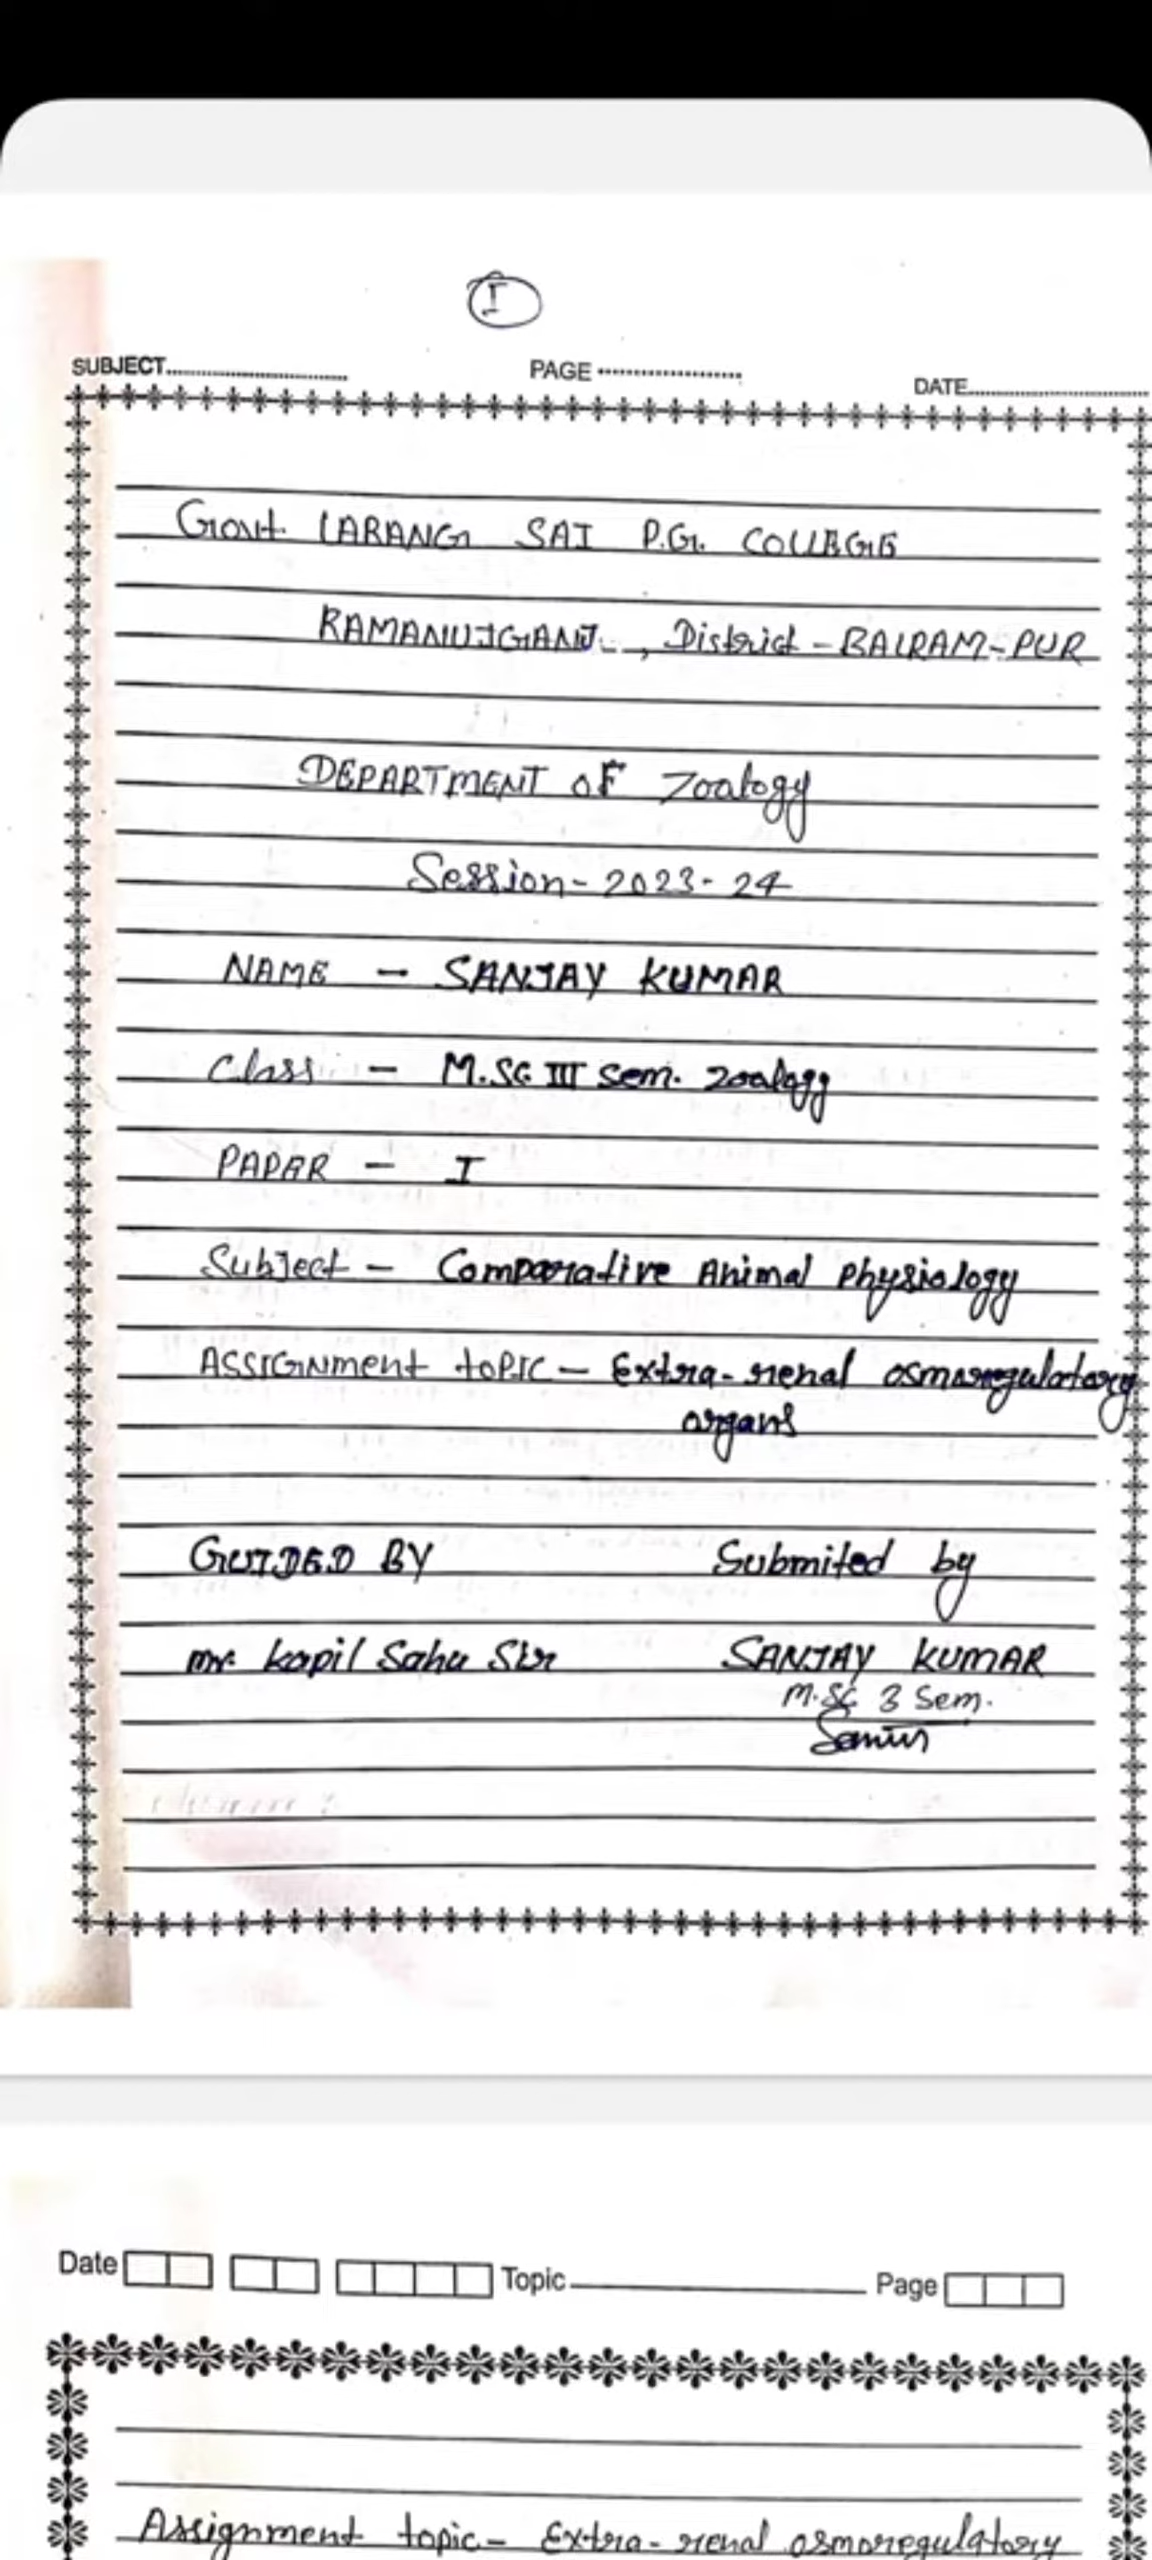 I
SUBJECT PAGE DATE
Govt. LARANG SAI P.G. COLLEGE
RAMANUJGANJ.., District - BALRAM-PUR
DEPARTMENT OF Zoalogy
Session - 2023-24
NAME - SANJAY KUMAR
Class - M.SC III Sem. Zoalogy
PAPER - I
Subject - Comparative Animal Physiology
ASSIGNment toPIC - Extra-renal osmoregulatory
organs
GUIDED BY Submited by
mr. kapil Sahu Sir SANJAY KUMAR
M.SC 3 Sem.
Date Topic Page
Assignment topic - Extra-renal osmoregulatory